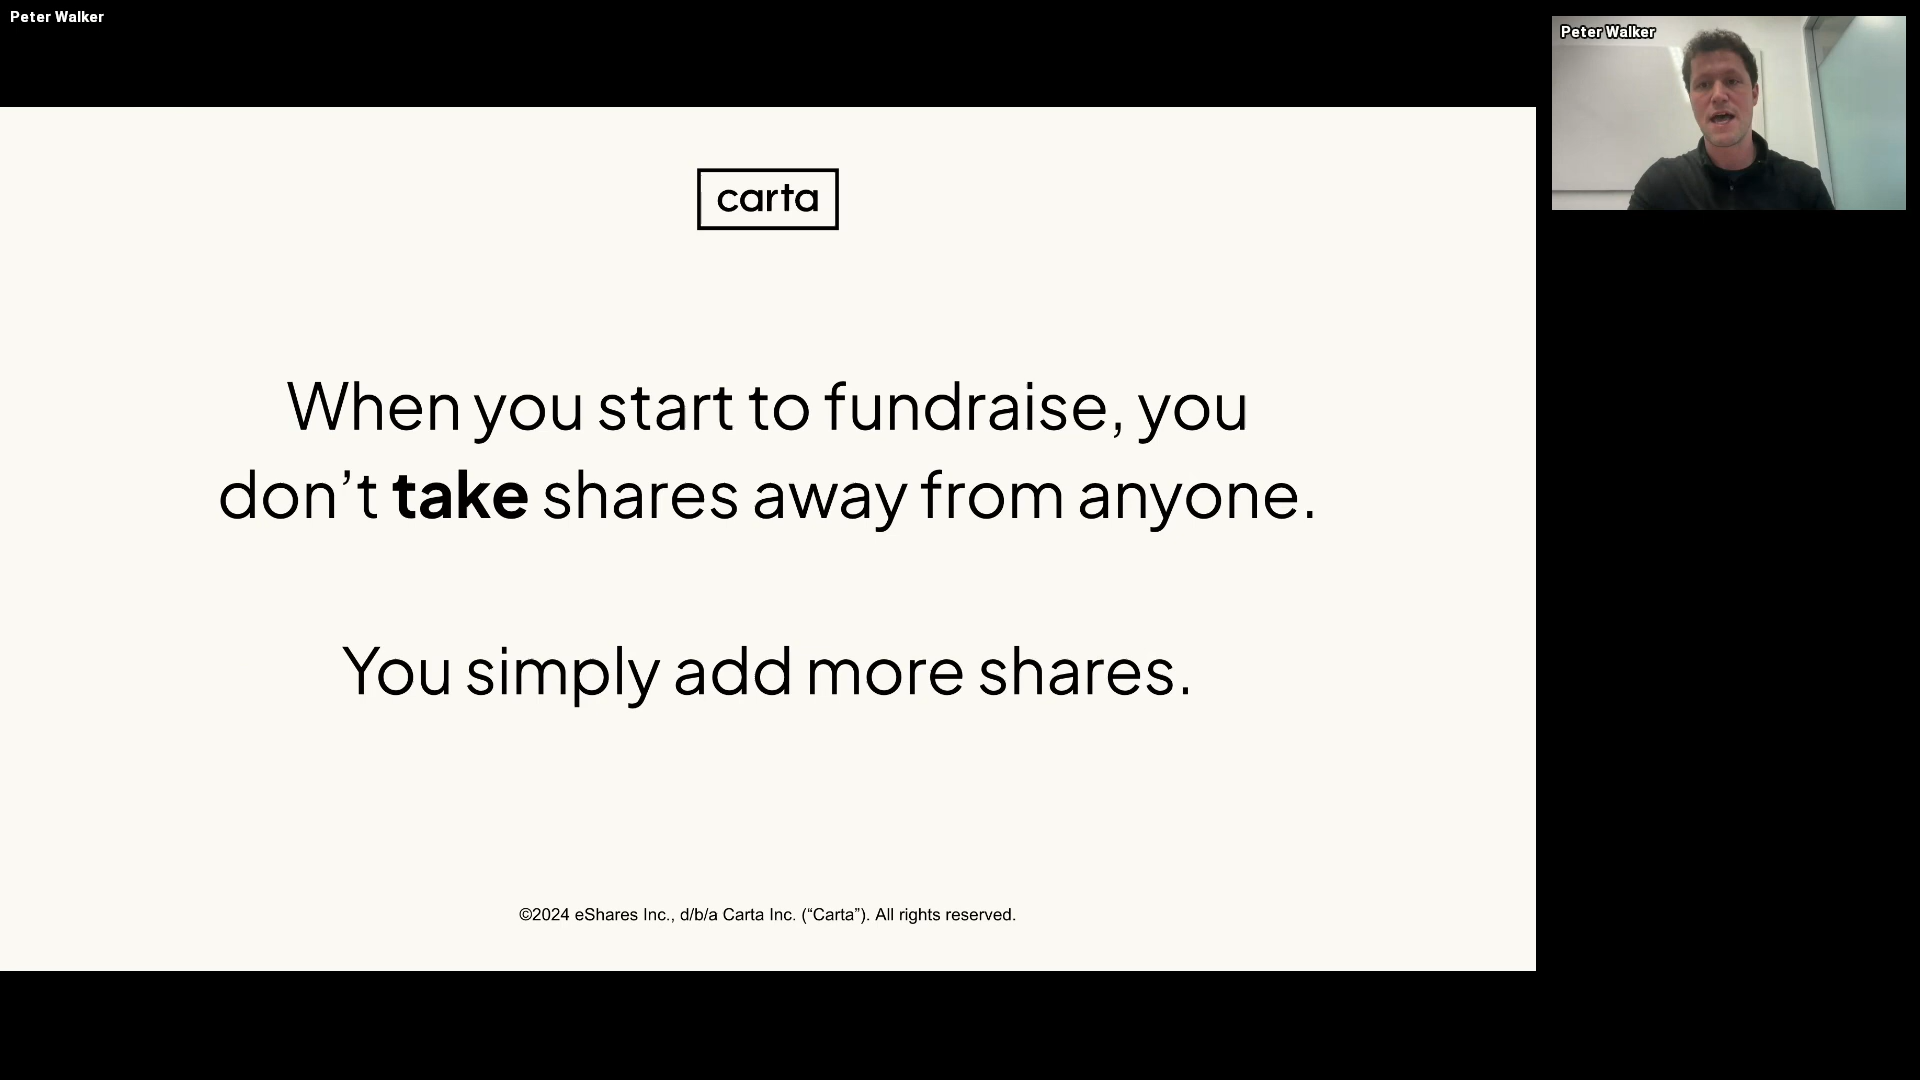 Peter Walker
Peter Walker
carta
When you start to fundraise, you
don’t take shares away from anyone.
You simply add more shares.
©2024 eShares Inc., d/b/a Carta Inc. (“Carta”). All rights reserved.